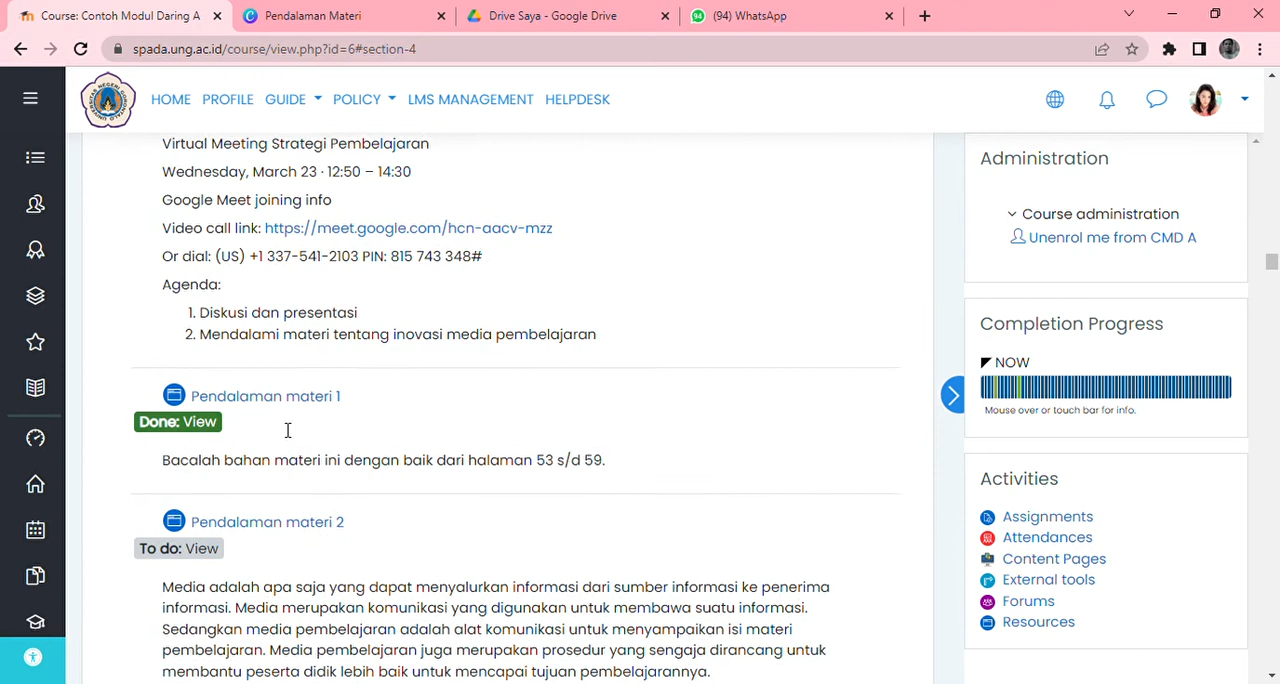 Course: Contoh Modul Daring A
Pendalaman Materi
Drive Saya - Google Drive
(94) WhatsApp
spada.ung.ac.id/course/view.php?id=6#section-4
HOME PROFILE GUIDE POLICY LMS MANAGEMENT HELPDESK
Virtual Meeting Strategi Pembelajaran
Wednesday, March 23 · 12:50 – 14:30
Google Meet joining info
Video call link: https://meet.google.com/hcn-aacv-mzz
Or dial: (US) +1 337-541-2103 PIN: 815 743 348#
Agenda:
1. Diskusi dan presentasi
2. Mendalami materi tentang inovasi media pembelajaran
Pendalaman materi 1
Done: View
Bacalah bahan materi ini dengan baik dari halaman 53 s/d 59.
Pendalaman materi 2
To do: View
Media adalah apa saja yang dapat menyalurkan informasi dari sumber informasi ke penerima
informasi. Media merupakan komunikasi yang digunakan untuk membawa suatu informasi.
Sedangkan media pembelajaran adalah alat komunikasi untuk menyampaikan isi materi
pembelajaran. Media pembelajaran juga merupakan prosedur yang sengaja dirancang untuk
membantu peserta didik lebih baik untuk mencapai tujuan pembelajarannya.
Administration
Course administration
Unenrol me from CMD A
Completion Progress
NOW
Mouse over or touch bar for info.
Activities
Assignments
Attendances
Content Pages
External tools
Forums
Resources